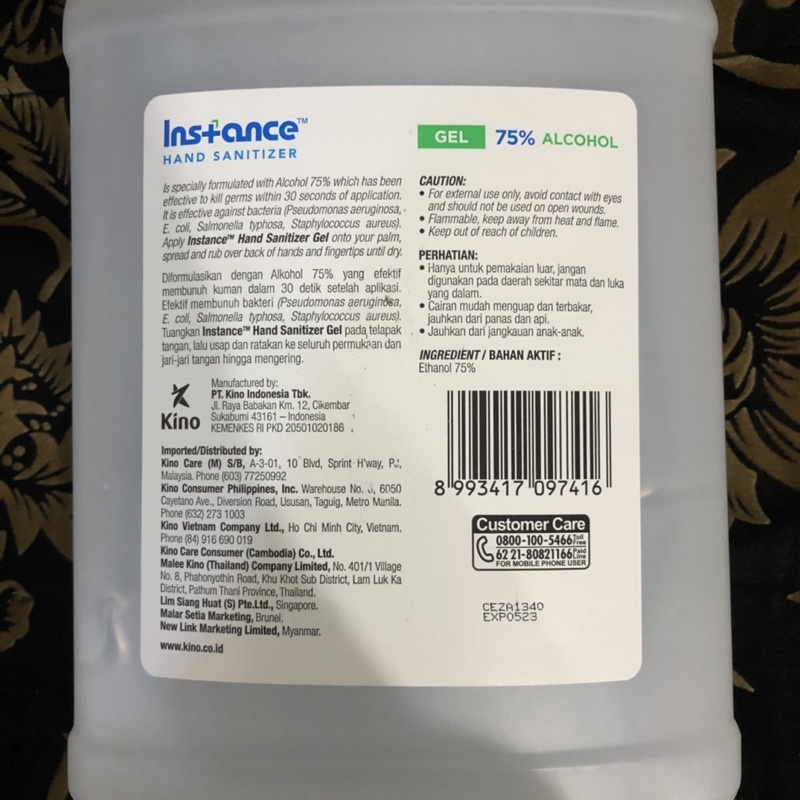 Instance™
HAND SANITIZER
Is specially formulated with Alcohol 75% which has been
effective to kill germs within 30 seconds of application.
It is effective against bacteria (Pseudomonas aeruginosa,
E. coli, Salmonella typhosa, Staphylococcus aureus).
Apply Instance™ Hand Sanitizer Gel onto your palm,
spread and rub over back of hands and fingertips until dry.
Diformulasikan dengan Alkohol 75% yang efektif
membunuh kuman dalam 30 detik setelah aplikasi.
Efektif membunuh bakteri (Pseudomonas aeruginosa,
E. coli, Salmonella typhosa, Staphylococcus aureus).
Tuangkan Instance™ Hand Sanitizer Gel pada telapak
tangan, lalu usap dan ratakan ke seluruh permukaan dan
jari-jari tangan hingga mengering.
Kino
Manufactured by:
PT. Kino Indonesia Tbk.
Jl. Raya Babakan Km. 12, Cikembar
Sukabumi 43161 – Indonesia
KEMENKES RI PKD 20501020186
Imported/Distributed by:
Kino Care (M) S/B, A-3-01, 10 Blvd, Sprint H'way, PJ.,
Malaysia. Phone (603) 77250992
Kino Consumer Philippines, Inc. Warehouse No. 6050
Cayetano Ave., Diversion Road, Ususan, Taguig, Metro Manila.
Phone (632) 273 1003
Kino Vietnam Company Ltd., Ho Chi Minh City, Vietnam.
Phone (84) 916 690 019
Kino Care Consumer (Cambodia) Co., Ltd.
Malee Kino (Thailand) Company Limited, No. 401/1 Village
No. 8, Phahonyothin Road, Khu Khot Sub District, Lam Luk Ka
District, Pathum Thani Province, Thailand.
Lim Siang Huat (S) Pte.Ltd., Singapore.
Malar Setia Marketing, Brunei.
New Link Marketing Limited, Myanmar.
www.kino.co.id
GEL 75% ALCOHOL
CAUTION:
• For external use only, avoid contact with eyes
and should not be used on open wounds.
• Flammable, keep away from heat and flame.
• Keep out of reach of children.
PERHATIAN:
• Hanya untuk pemakaian luar, jangan
digunakan pada daerah sekitar mata dan luka
yang dalam.
• Cairan mudah menguap dan terbakar,
jauhkan dari panas dan api.
• Jauhkan dari jangkauan anak-anak.
INGREDIENT / BAHAN AKTIF :
Ethanol 75%
8 993417 097416
Customer Care
0800-100-5466 Toll Free
62 21-80821166 Paid Line
FOR MOBILE PHONE USER
CEZA1340
EXP0523